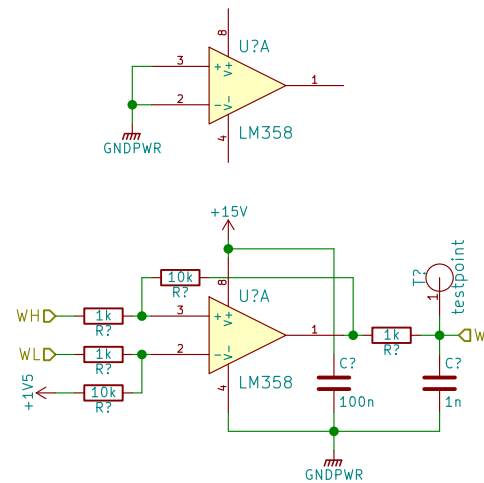 8
U?A
3
+
V+
1
2
−
V-
4
LM358
GNDPWR
+15V
10k
R?
8
U?A
T?
testpoint
1
WH
1k
R?
3
+
V+
1
1k
R?
W
WL
1k
R?
2
−
V-
4
LM358
+1V5
10k
R?
C?
100n
C?
1n
GNDPWR